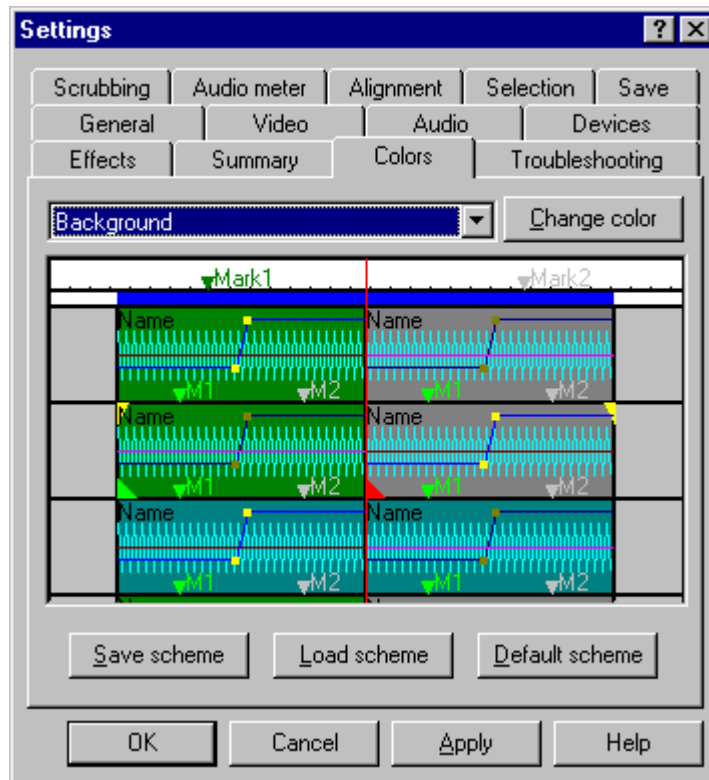 Settings
Scrubbing Audio meter Alignment Selection Save
General Video Audio Devices
Effects Summary Colors Troubleshooting
Background Change color
Mark1 Mark2
Name Name
M1 M2 M1 M2
Name Name
M1 M2 M1 M2
Name Name
M1 M2 M1 M2
Save scheme Load scheme Default scheme
OK Cancel Apply Help